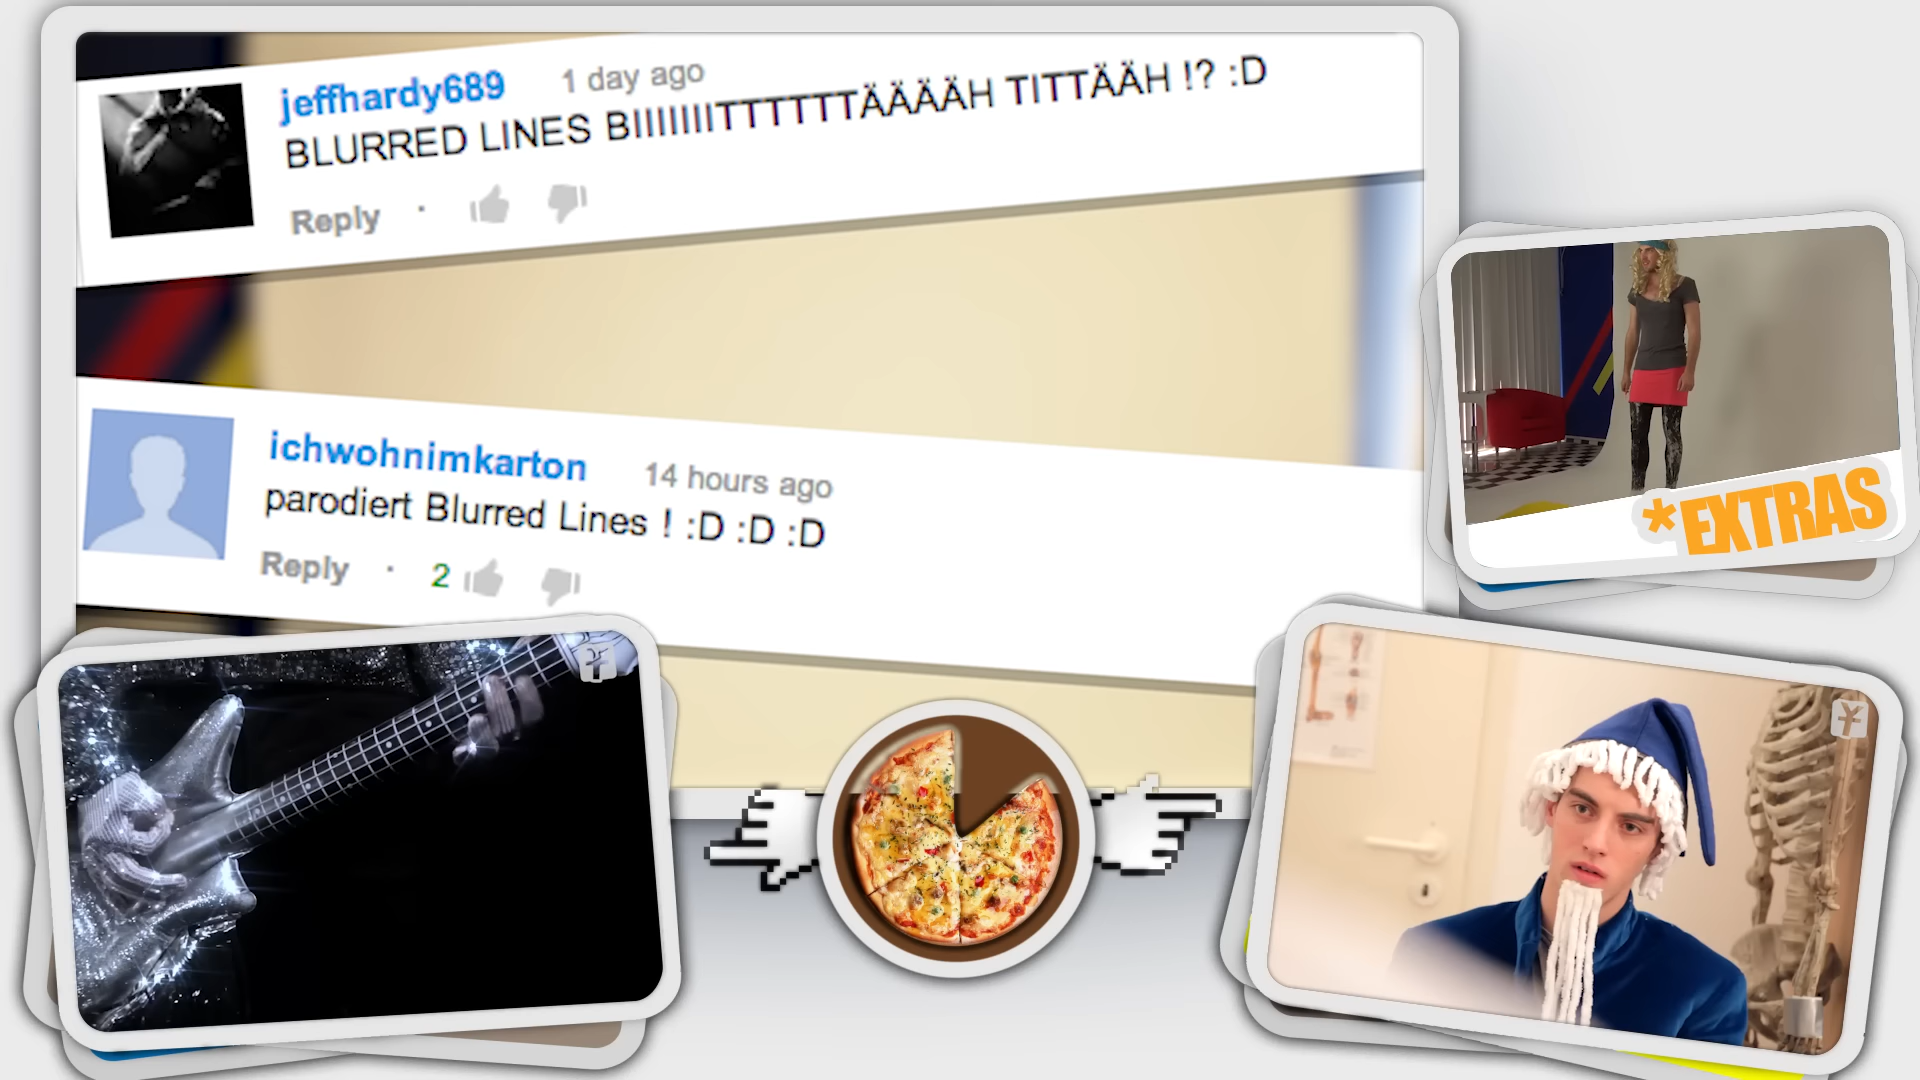 jeffhardy689 1 day ago
BLURRED LINES BIIIIIIITTTTTTÄÄÄÄH TITTÄÄH !? :D
Reply ·
ichwohnimkarton 14 hours ago
parodiert Blurred Lines ! :D :D :D
Reply · 2
*EXTRAS